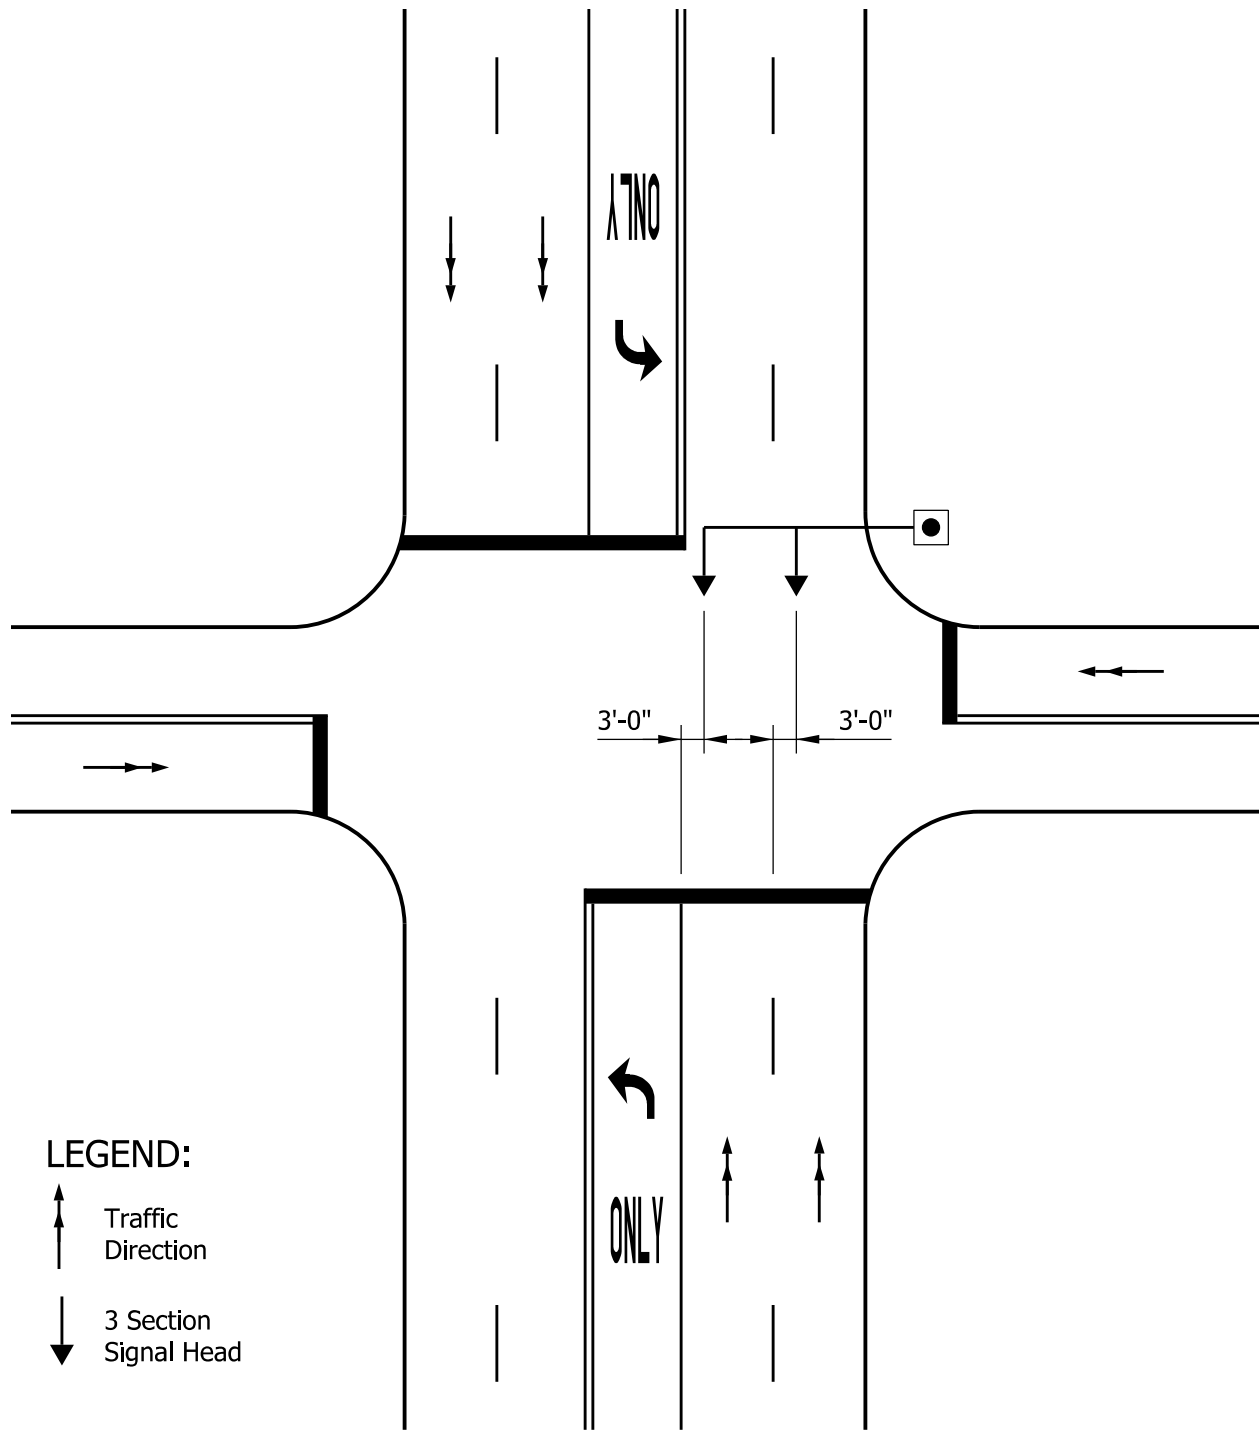 ONLY
3'-0"
3'-0"
ONLY
LEGEND:
Traffic
Direction
3 Section
Signal Head